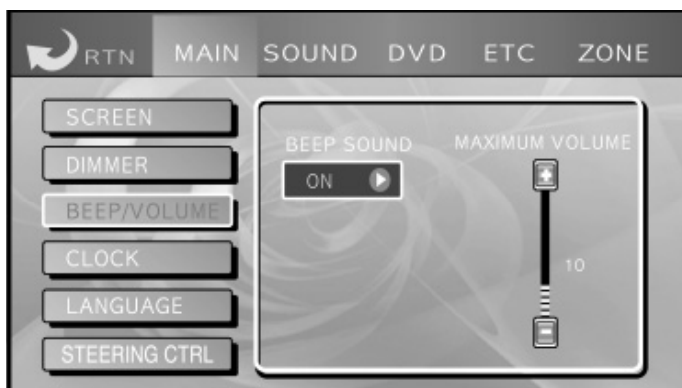 RTN MAIN SOUND DVD ETC ZONE
SCREEN
DIMMER
BEEP/VOLUME
CLOCK
LANGUAGE
STEERING CTRL
BEEP SOUND
ON
MAXIMUM VOLUME
10